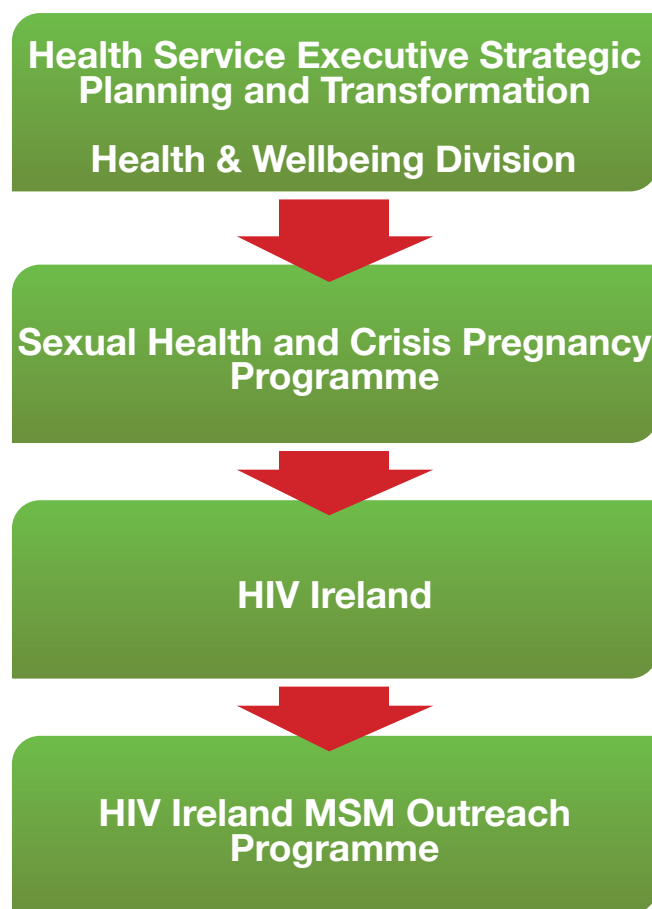 Health Service Executive Strategic
Planning and Transformation
Health & Wellbeing Division
Sexual Health and Crisis Pregnancy
Programme
HIV Ireland
HIV Ireland MSM Outreach
Programme